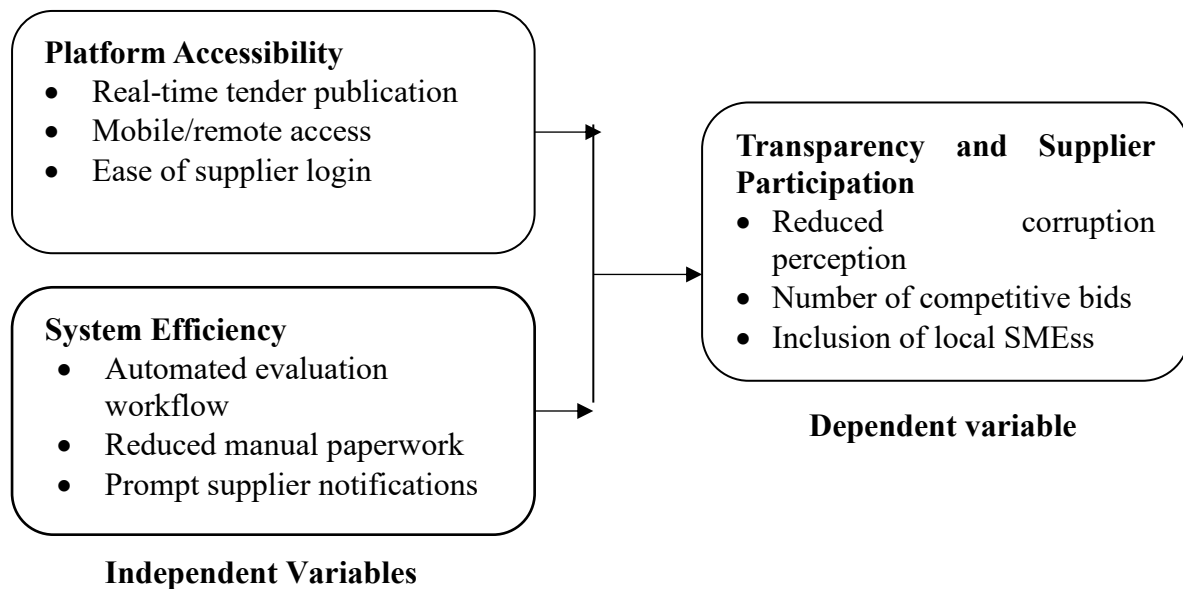 Platform Accessibility
• Real-time tender publication
• Mobile/remote access
• Ease of supplier login
System Efficiency
• Automated evaluation
workflow
• Reduced manual paperwork
• Prompt supplier notifications
Independent Variables
Transparency and Supplier
Participation
• Reduced corruption
perception
• Number of competitive bids
• Inclusion of local SMEss
Dependent variable